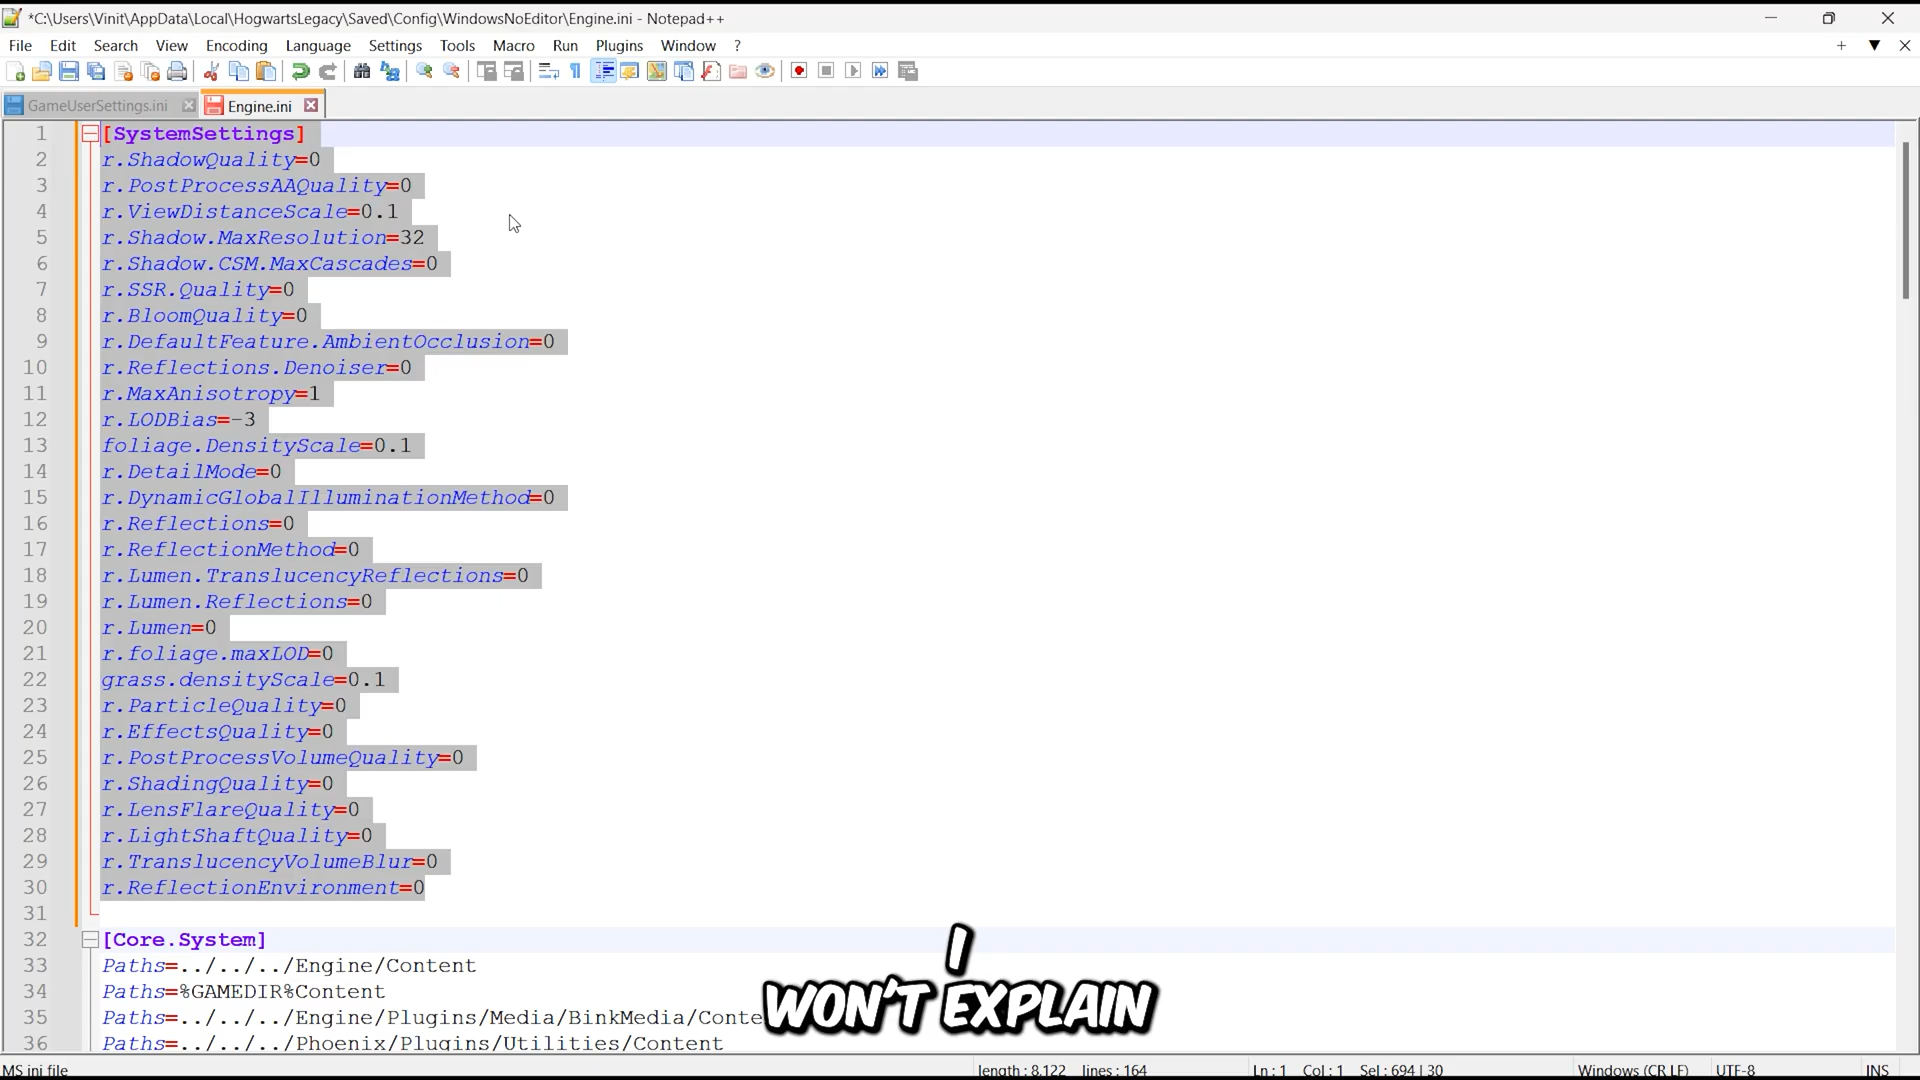 *C:\Users\Vinit\AppData\Local\HogwartsLegacy\Saved\Config\WindowsNoEditor\Engine.ini - Notepad++
File Edit Search View Encoding Language Settings Tools Macro Run Plugins Window ?
GameUserSettings.ini Engine.ini
1 [SystemSettings]
2 r.ShadowQuality=0
3 r.PostProcessAAQuality=0
4 r.ViewDistanceScale=0.1
5 r.Shadow.MaxResolution=32
6 r.Shadow.CSM.MaxCascades=0
7 r.SSR.Quality=0
8 r.BloomQuality=0
9 r.DefaultFeature.AmbientOcclusion=0
10 r.Reflections.Denoiser=0
11 r.MaxAnisotropy=1
12 r.LODBias=-3
13 foliage.DensityScale=0.1
14 r.DetailMode=0
15 r.DynamicGlobalIlluminationMethod=0
16 r.Reflections=0
17 r.ReflectionMethod=0
18 r.Lumen.TranslucencyReflections=0
19 r.Lumen.Reflections=0
20 r.Lumen=0
21 r.foliage.maxLOD=0
22 grass.densityScale=0.1
23 r.ParticleQuality=0
24 r.EffectsQuality=0
25 r.PostProcessVolumeQuality=0
26 r.ShadingQuality=0
27 r.LensFlareQuality=0
28 r.LightShaftQuality=0
29 r.TranslucencyVolumeBlur=0
30 r.ReflectionEnvironment=0
31
32 [Core.System]
33 Paths=../../../Engine/Content
34 Paths=%GAMEDIR%Content
35 Paths=../../../Engine/Plugins/Media/BinkMedia/Conte
36 Paths=../../../Phoenix/Plugins/Utilities/Content
I
WON'T EXPLAIN
MS ini file length : 8,122 lines : 164 Ln : 1 Col : 1 Sel : 694 | 30 Windows (CR LF) UTF-8 INS